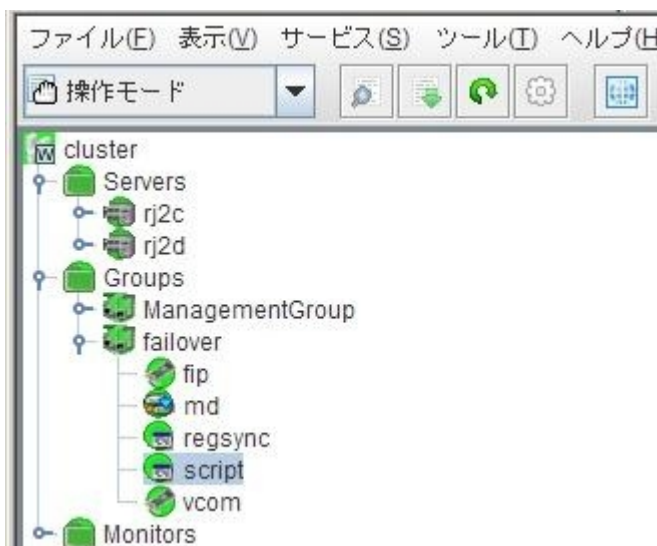 ファイル(F) 表示(V) サービス(S) ツール(T) ヘルプ(H
操作モード
cluster
Servers
rj2c
rj2d
Groups
ManagementGroup
failover
fip
md
regsync
script
vcom
Monitors